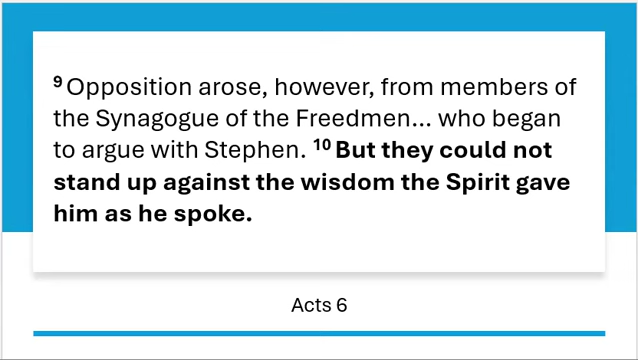 ⁹ Opposition arose, however, from members of
the Synagogue of the Freedmen... who began
to argue with Stephen. ¹⁰ But they could not
stand up against the wisdom the Spirit gave
him as he spoke.
Acts 6